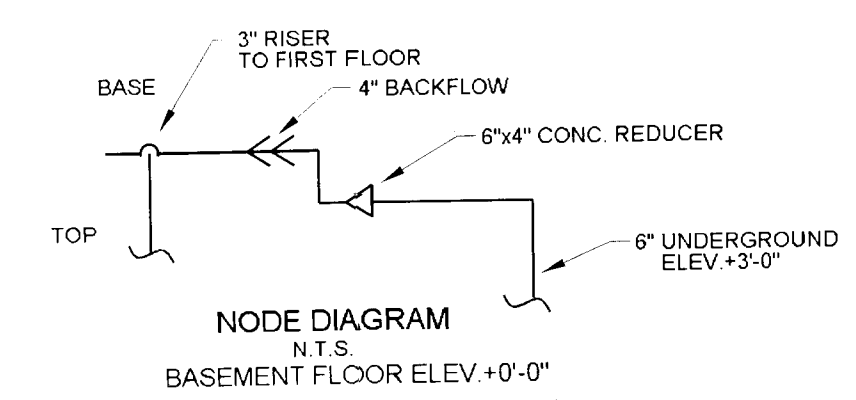 3" RISER
TO FIRST FLOOR
BASE
4" BACKFLOW
6"x4" CONC. REDUCER
TOP
6" UNDERGROUND
ELEV.+3'-0"
NODE DIAGRAM
N.T.S.
BASEMENT FLOOR ELEV.+0'-0"